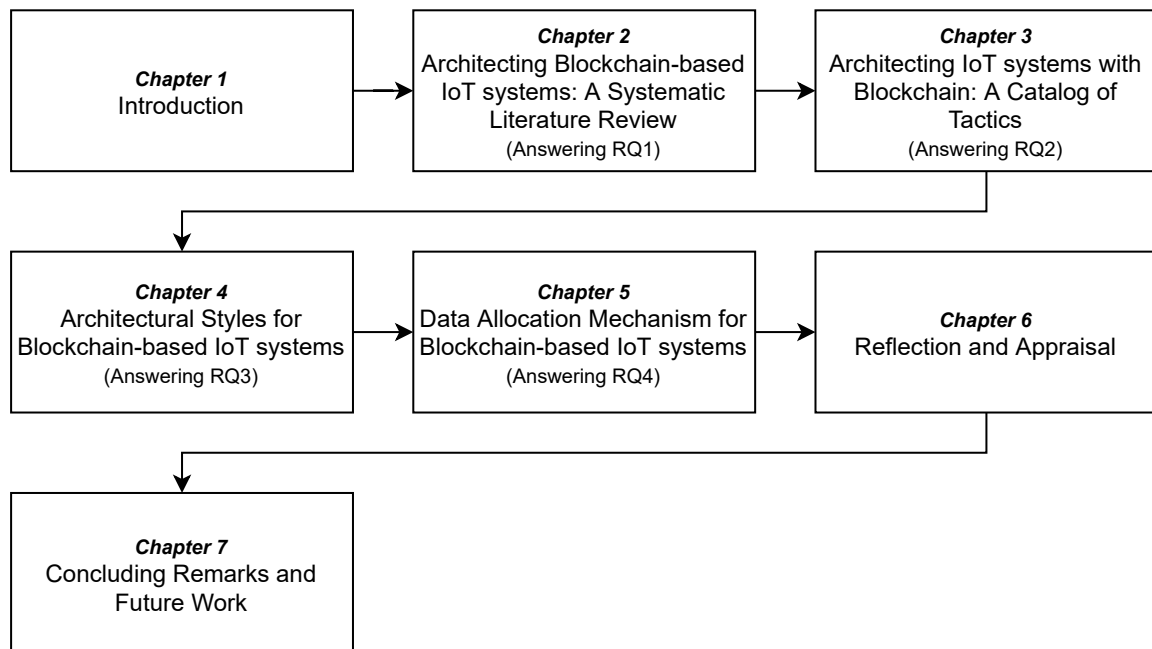 Chapter 1
Introduction
Chapter 2
Architecting Blockchain-based
IoT systems: A Systematic
Literature Review
(Answering RQ1)
Chapter 3
Architecting IoT systems with
Blockchain: A Catalog of
Tactics
(Answering RQ2)
Chapter 4
Architectural Styles for
Blockchain-based IoT systems
(Answering RQ3)
Chapter 5
Data Allocation Mechanism for
Blockchain-based IoT systems
(Answering RQ4)
Chapter 6
Reflection and Appraisal
Chapter 7
Concluding Remarks and
Future Work